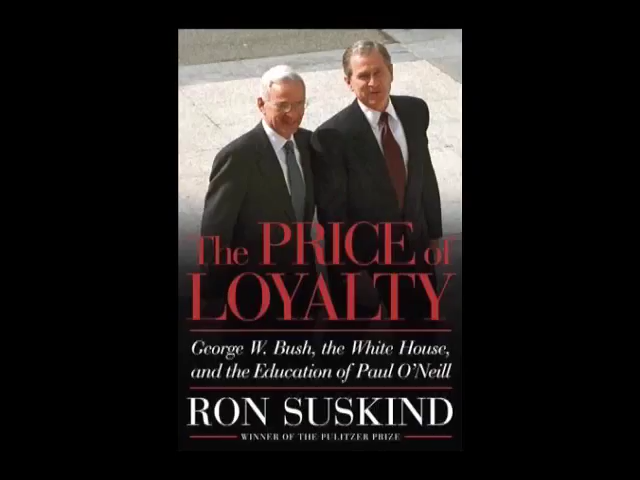 The PRICE of
LOYALTY
George W. Bush, the White House,
and the Education of Paul O'Neill
RON SUSKIND
WINNER OF THE PULITZER PRIZE